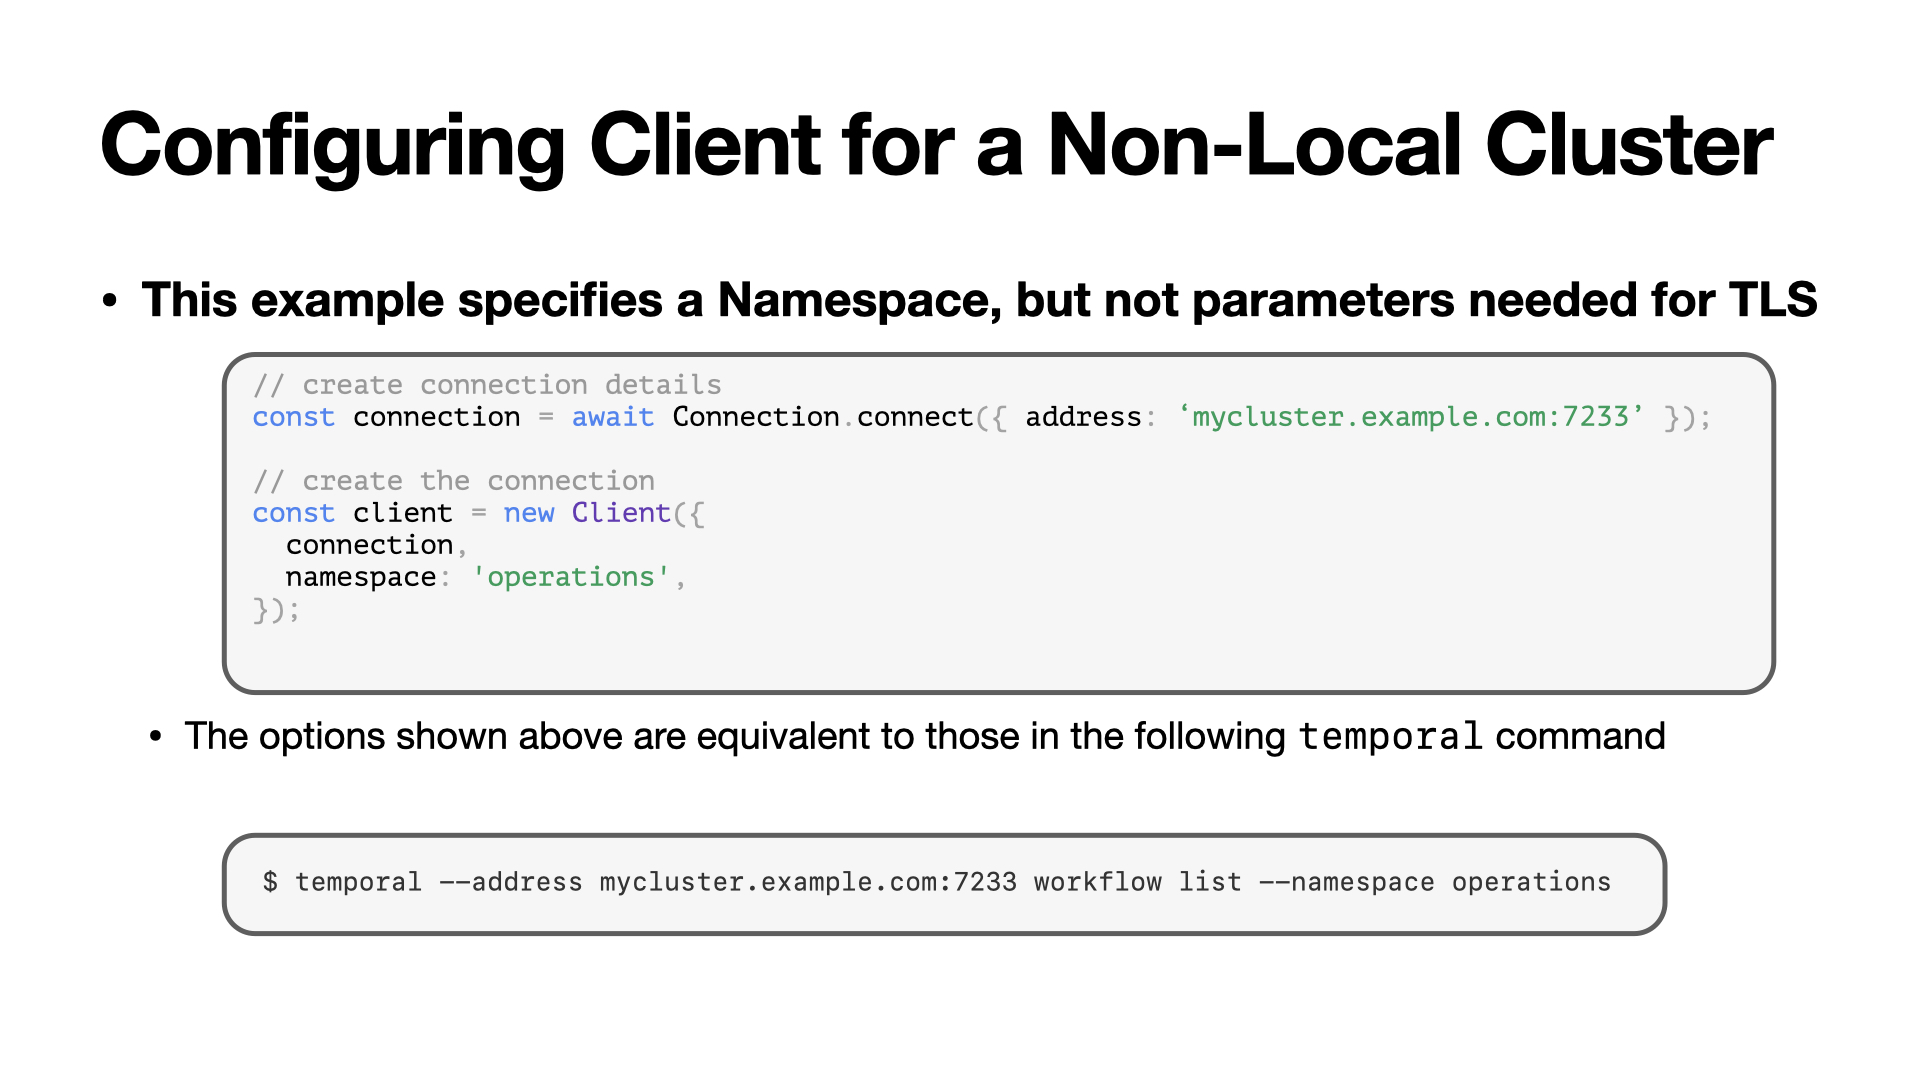 Configuring Client for a Non-Local Cluster
• This example specifies a Namespace, but not parameters needed for TLS
// create connection details
const connection = await Connection.connect({ address: ‘mycluster.example.com:7233’ });
// create the connection
const client = new Client({
  connection,
  namespace: 'operations',
});
• The options shown above are equivalent to those in the following temporal command
$ temporal --address mycluster.example.com:7233 workflow list --namespace operations